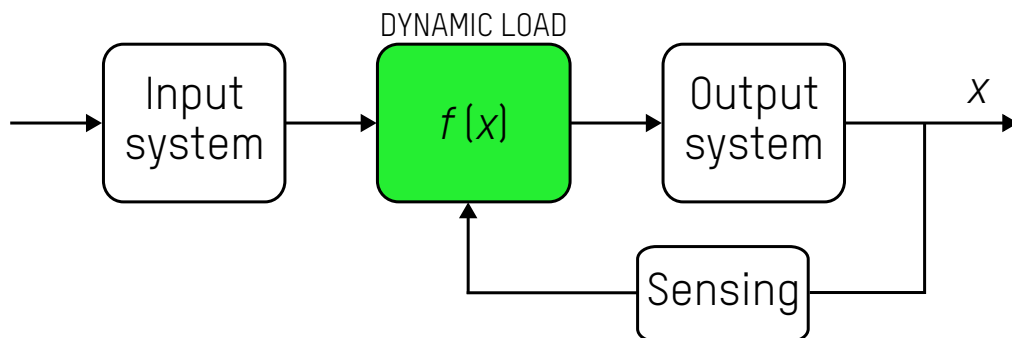 DYNAMIC LOAD
Input
system
f (x)
Output
system
x
Sensing